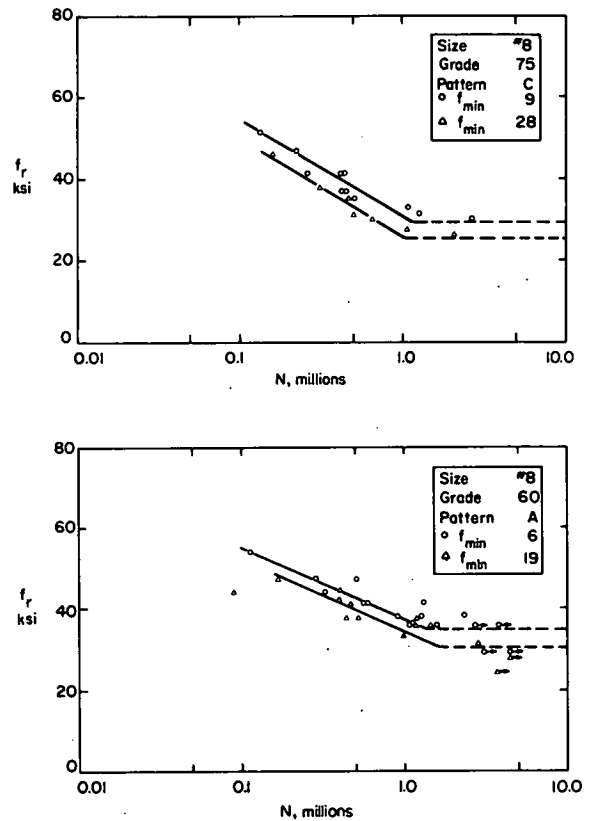 80
60
f_r
ksi
40
20
0
0.01 0.1 1.0 10.0
N, millions
Size #8
Grade 75
Pattern C
○ f_min 9
△ f_min 28
80
60
f_r
ksi
40
20
0
0.01 0.1 1.0 10.0
N, millions
Size #8
Grade 60
Pattern A
○ f_min 6
△ f_min 19